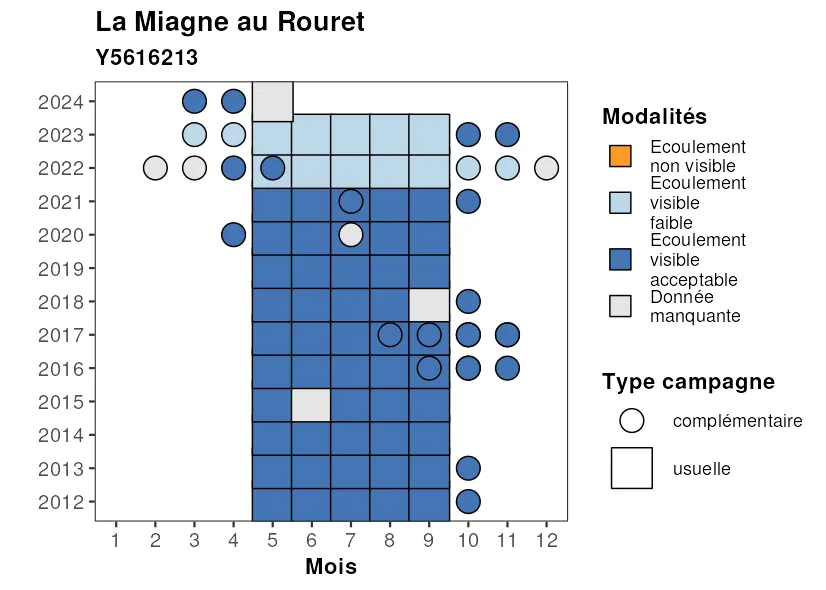 La Miagne au Rouret
Y5616213
2024
2023
2022
2021
2020
2019
2018
2017
2016
2015
2014
2013
2012
1 2 3 4 5 6 7 8 9 10 11 12
Mois
Modalités
Ecoulement
non visible
Ecoulement
visible
faible
Ecoulement
visible
acceptable
Donnée
manquante
Type campagne
complémentaire
usuelle